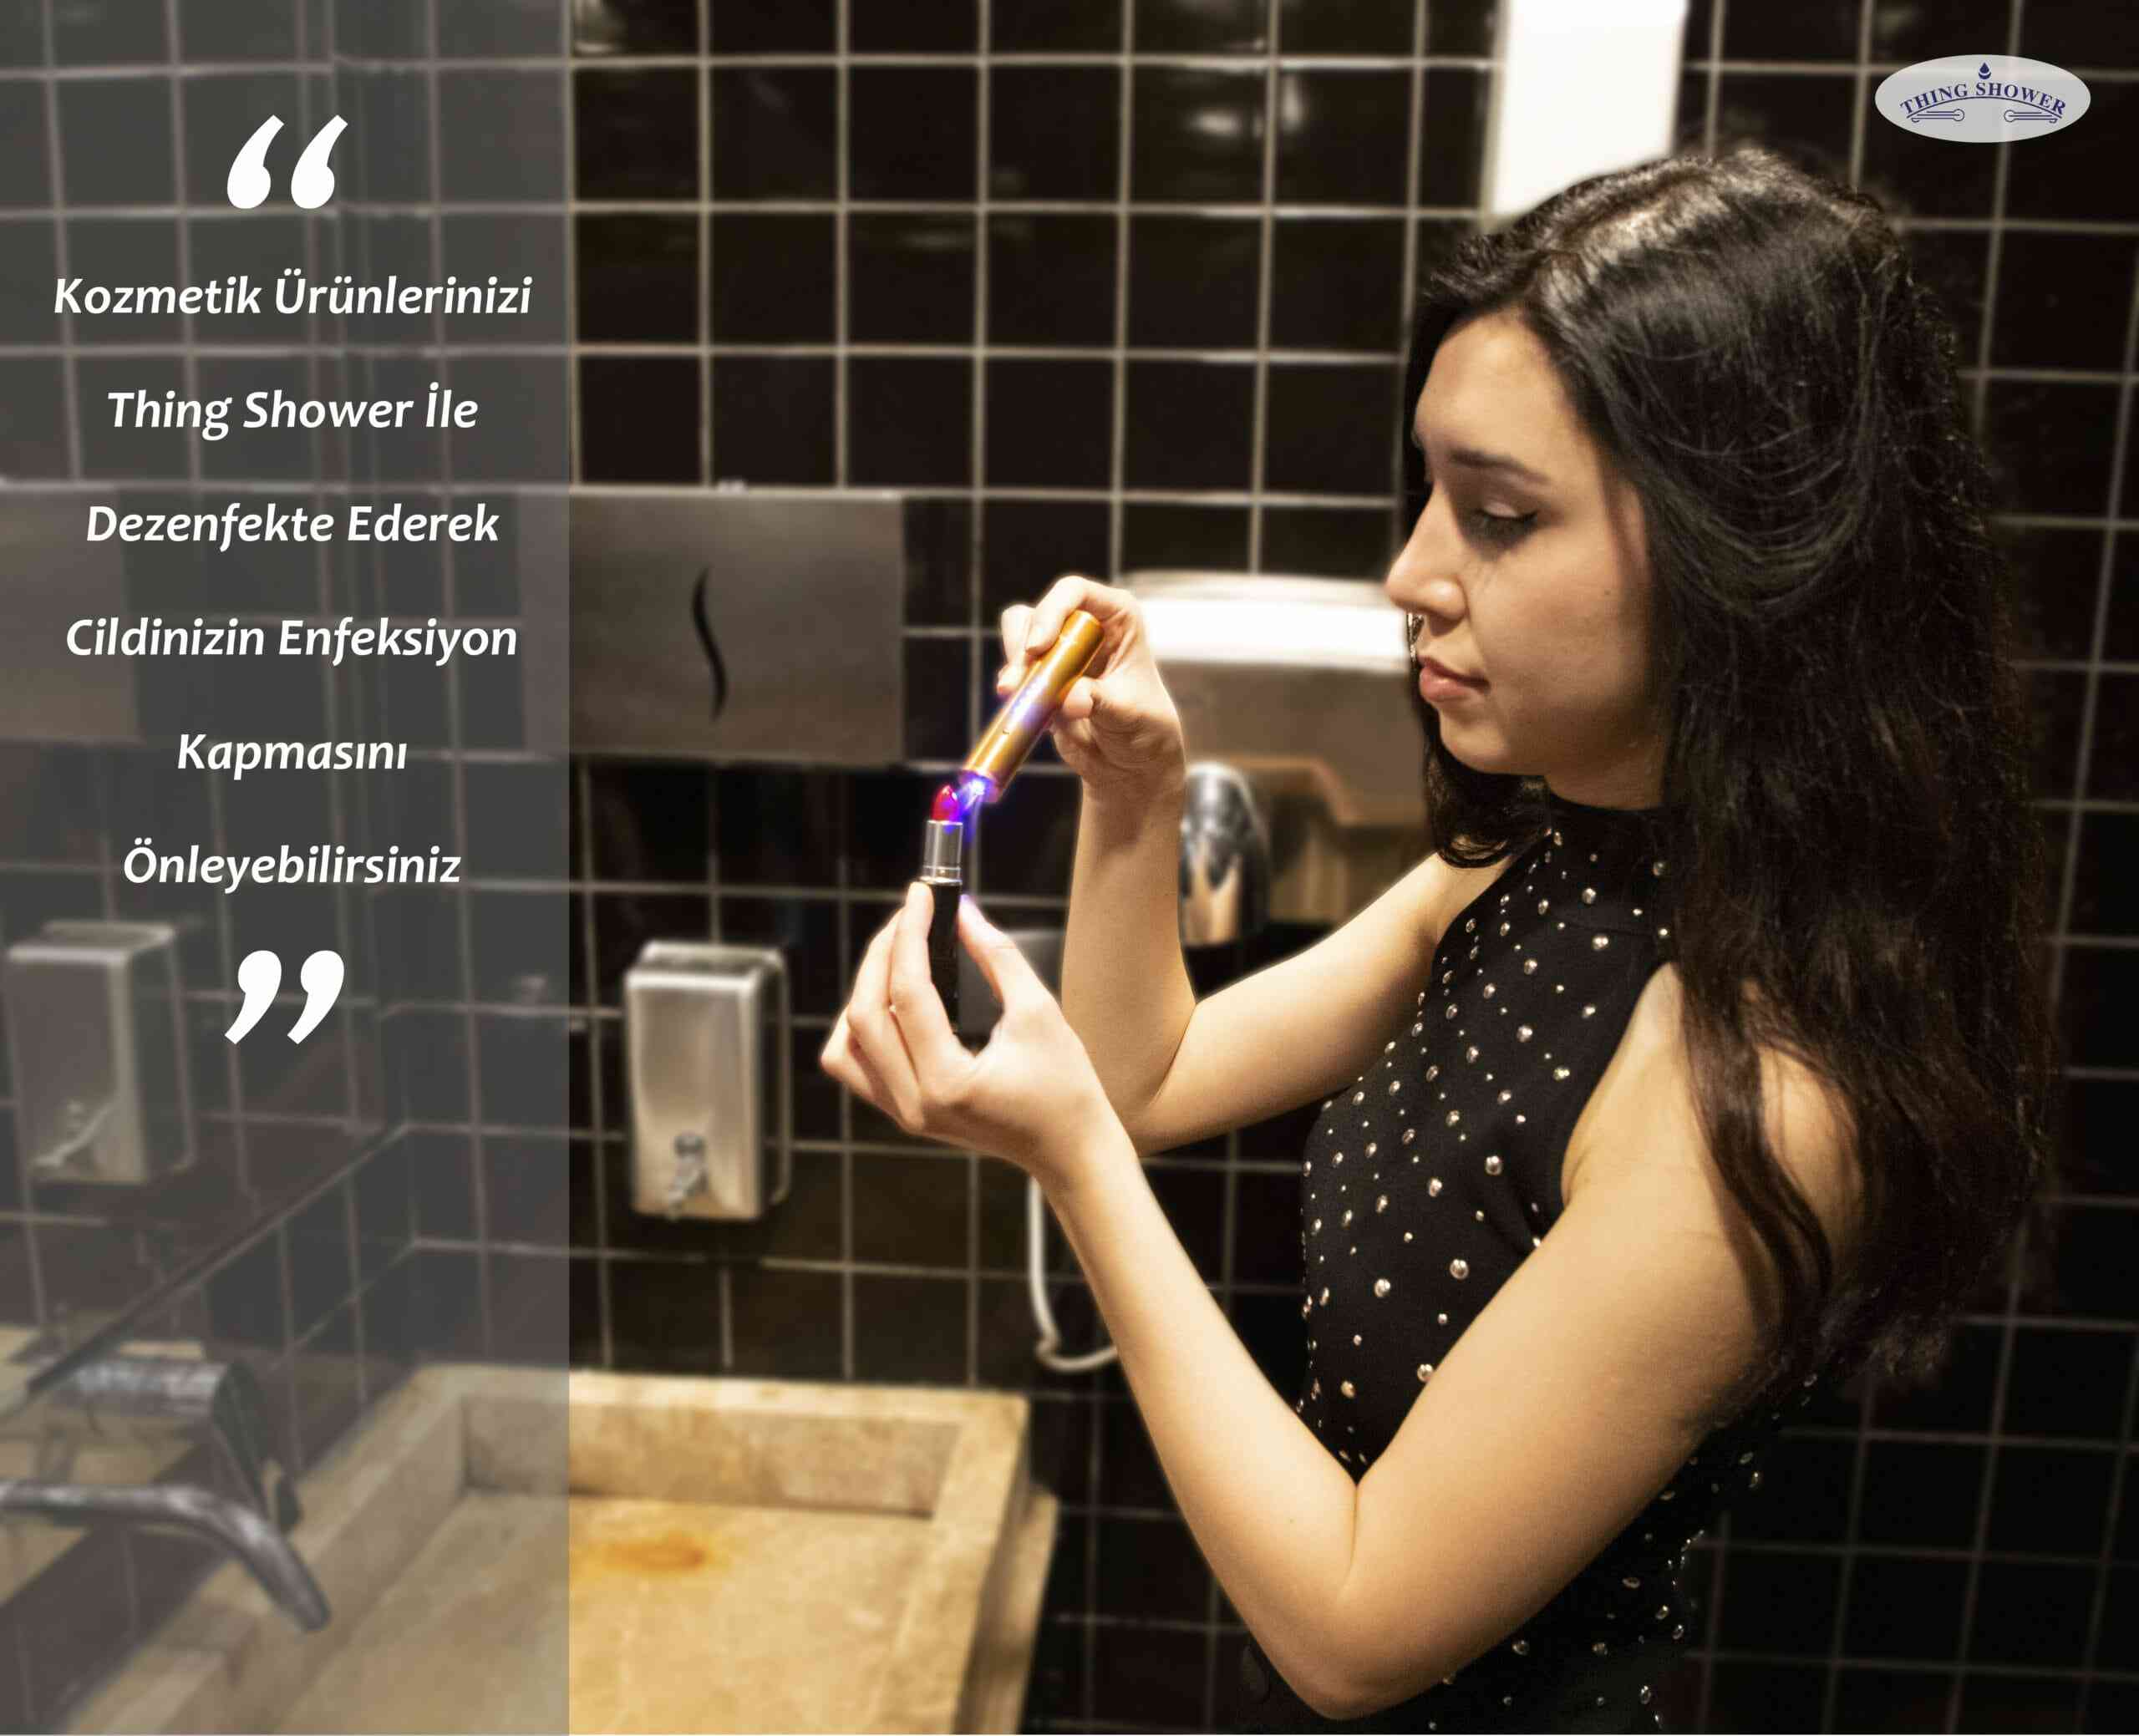 THING SHOWER
“
Kozmetik Ürünlerinizi
Thing Shower İle
Dezenfekte Ederek
Cildinizin Enfeksiyon
Kapmasını
Önleyebilirsiniz
”